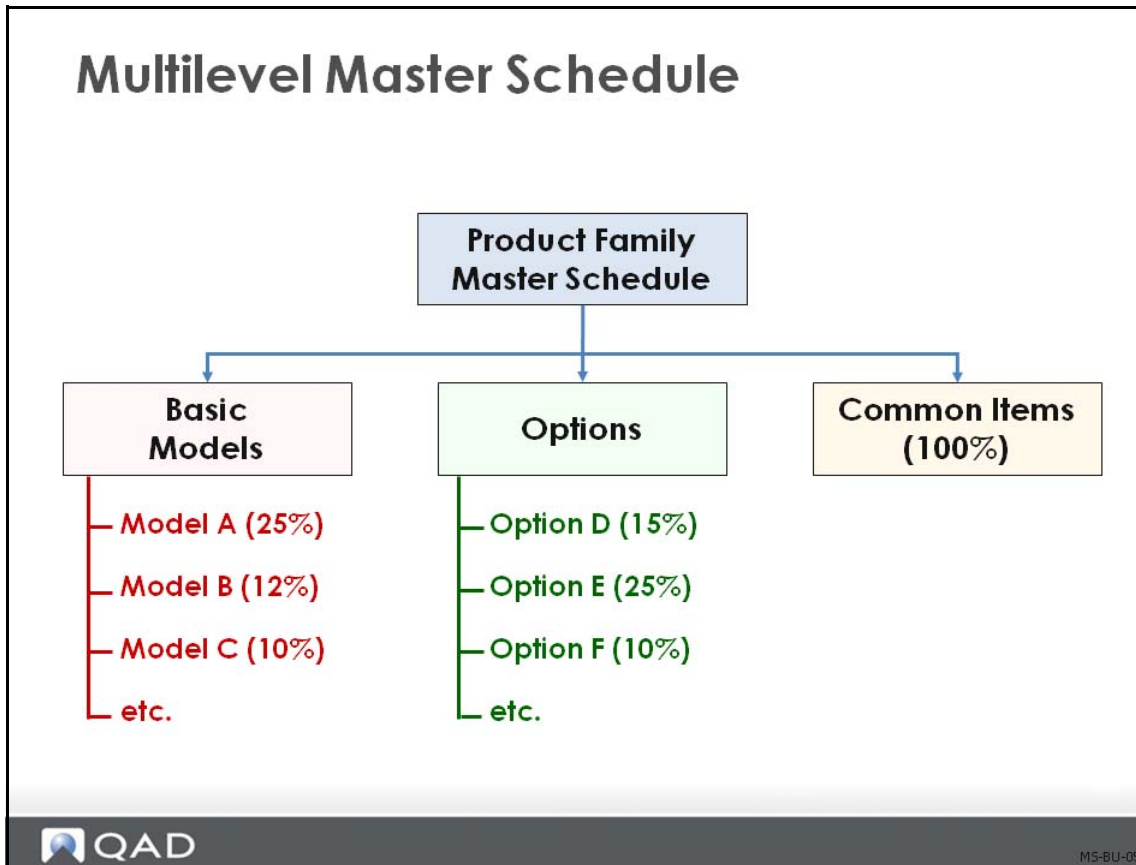 Multilevel Master Schedule
Product Family
Master Schedule
Basic
Models
Options
Common Items
(100%)
Model A (25%)
Model B (12%)
Model C (10%)
etc.
Option D (15%)
Option E (25%)
Option F (10%)
etc.
QAD